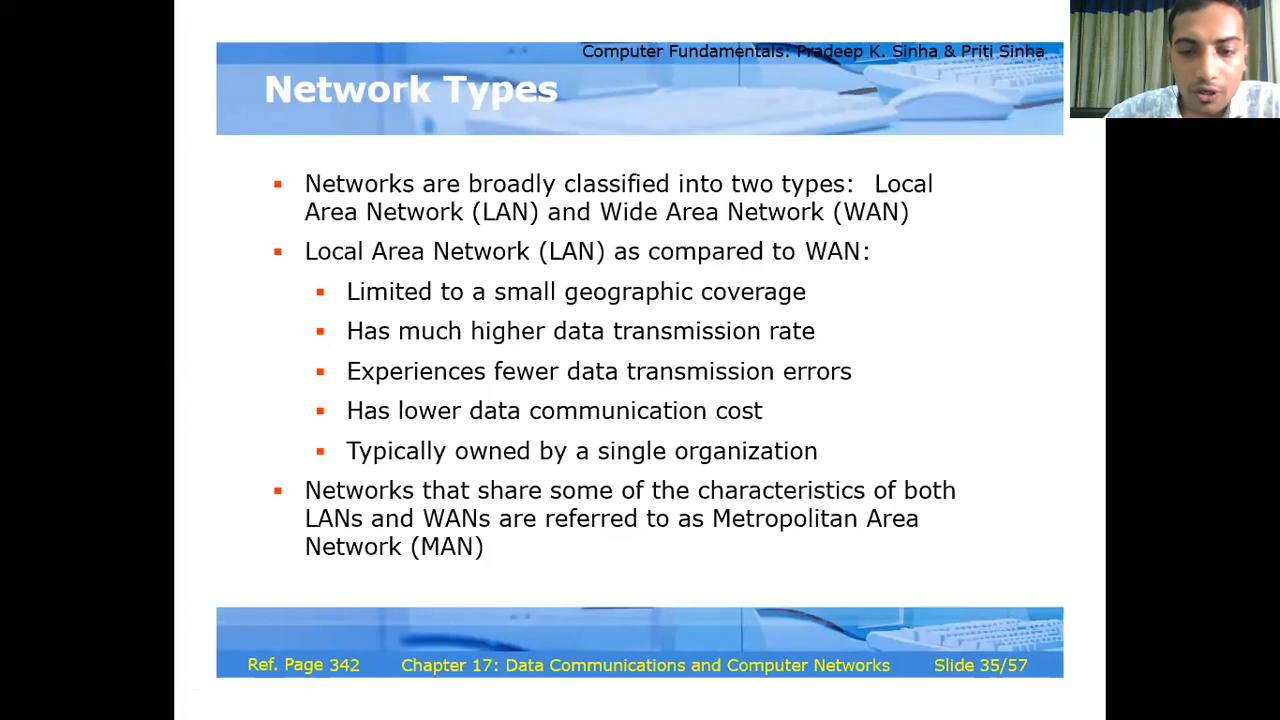 Computer Fundamentals: Pradeep K. Sinha & Priti Sinha
Network Types
Networks are broadly classified into two types: Local
Area Network (LAN) and Wide Area Network (WAN)
Local Area Network (LAN) as compared to WAN:
Limited to a small geographic coverage
Has much higher data transmission rate
Experiences fewer data transmission errors
Has lower data communication cost
Typically owned by a single organization
Networks that share some of the characteristics of both
LANs and WANs are referred to as Metropolitan Area
Network (MAN)
Ref. Page 342 Chapter 17: Data Communications and Computer Networks Slide 35/57